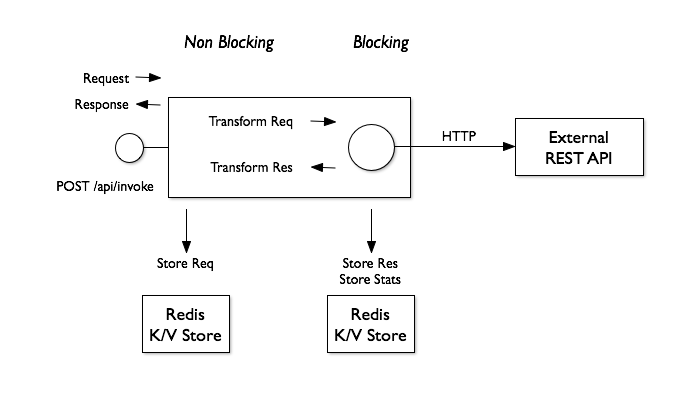 Non Blocking
Blocking
Request
Response
Transform Req
Transform Res
HTTP
External
REST API
POST /api/invoke
Store Req
Store Res
Store Stats
Redis
K/V Store
Redis
K/V Store